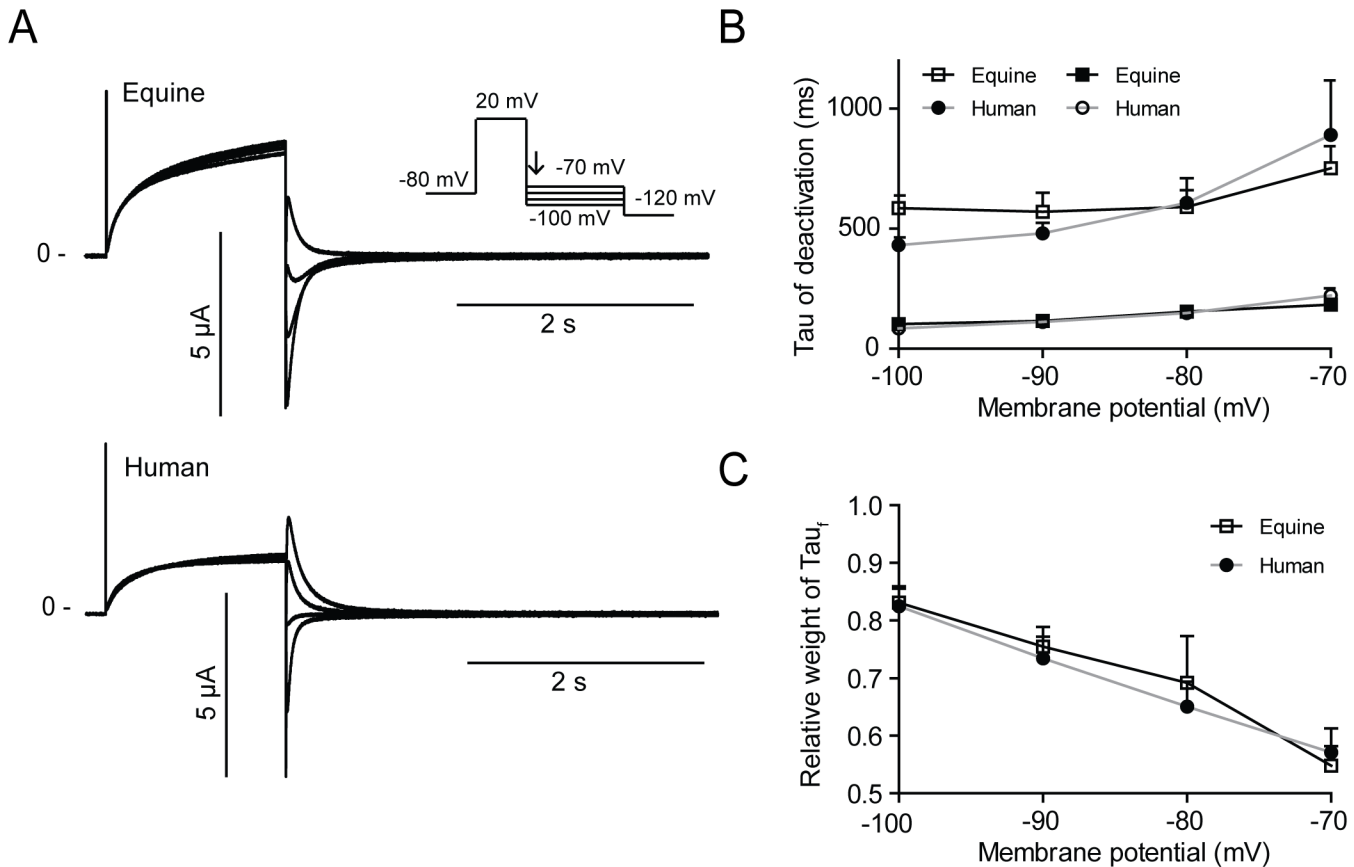 A
Equine
20 mV
-80 mV
-70 mV
-100 mV
-120 mV
0 -
5 µA
2 s
Human
0 -
5 µA
2 s
B
Equine
Equine
Human
Human
Tau of deactivation (ms)
1000
500
0
-100
-90
-80
-70
Membrane potential (mV)
C
Equine
Human
Relative weight of Tauf
1.0
0.9
0.8
0.7
0.6
0.5
-100
-90
-80
-70
Membrane potential (mV)